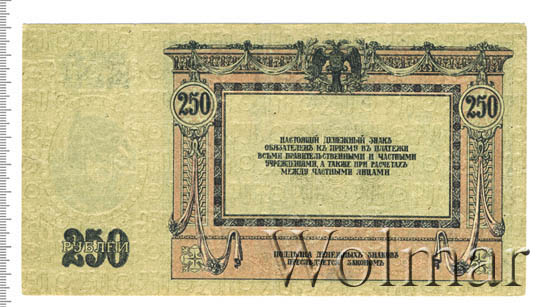 250
250
НАСТОЯЩІЙ ДЕНЕЖНЫЙ ЗНАКЪ
ОБЯЗАТЕЛЕНЪ КЪ ПРІЕМУ ВЪ ПЛАТЕЖИ
ВСѢМИ ПРАВИТЕЛЬСТВЕННЫМИ И ЧАСТНЫМИ
УЧРЕЖДЕНІЯМИ, А ТАКЖЕ ПРИ РАСЧЕТАХЪ
МЕЖДУ ЧАСТНЫМИ ЛИЦАМИ
250
РУБЛЕЙ
ПОДДѢЛКА ДЕНЕЖНЫХЪ ЗНАКОВЪ
ПРЕСЛѢДУЕТСЯ ЗАКОНОМЪ
Wolmar